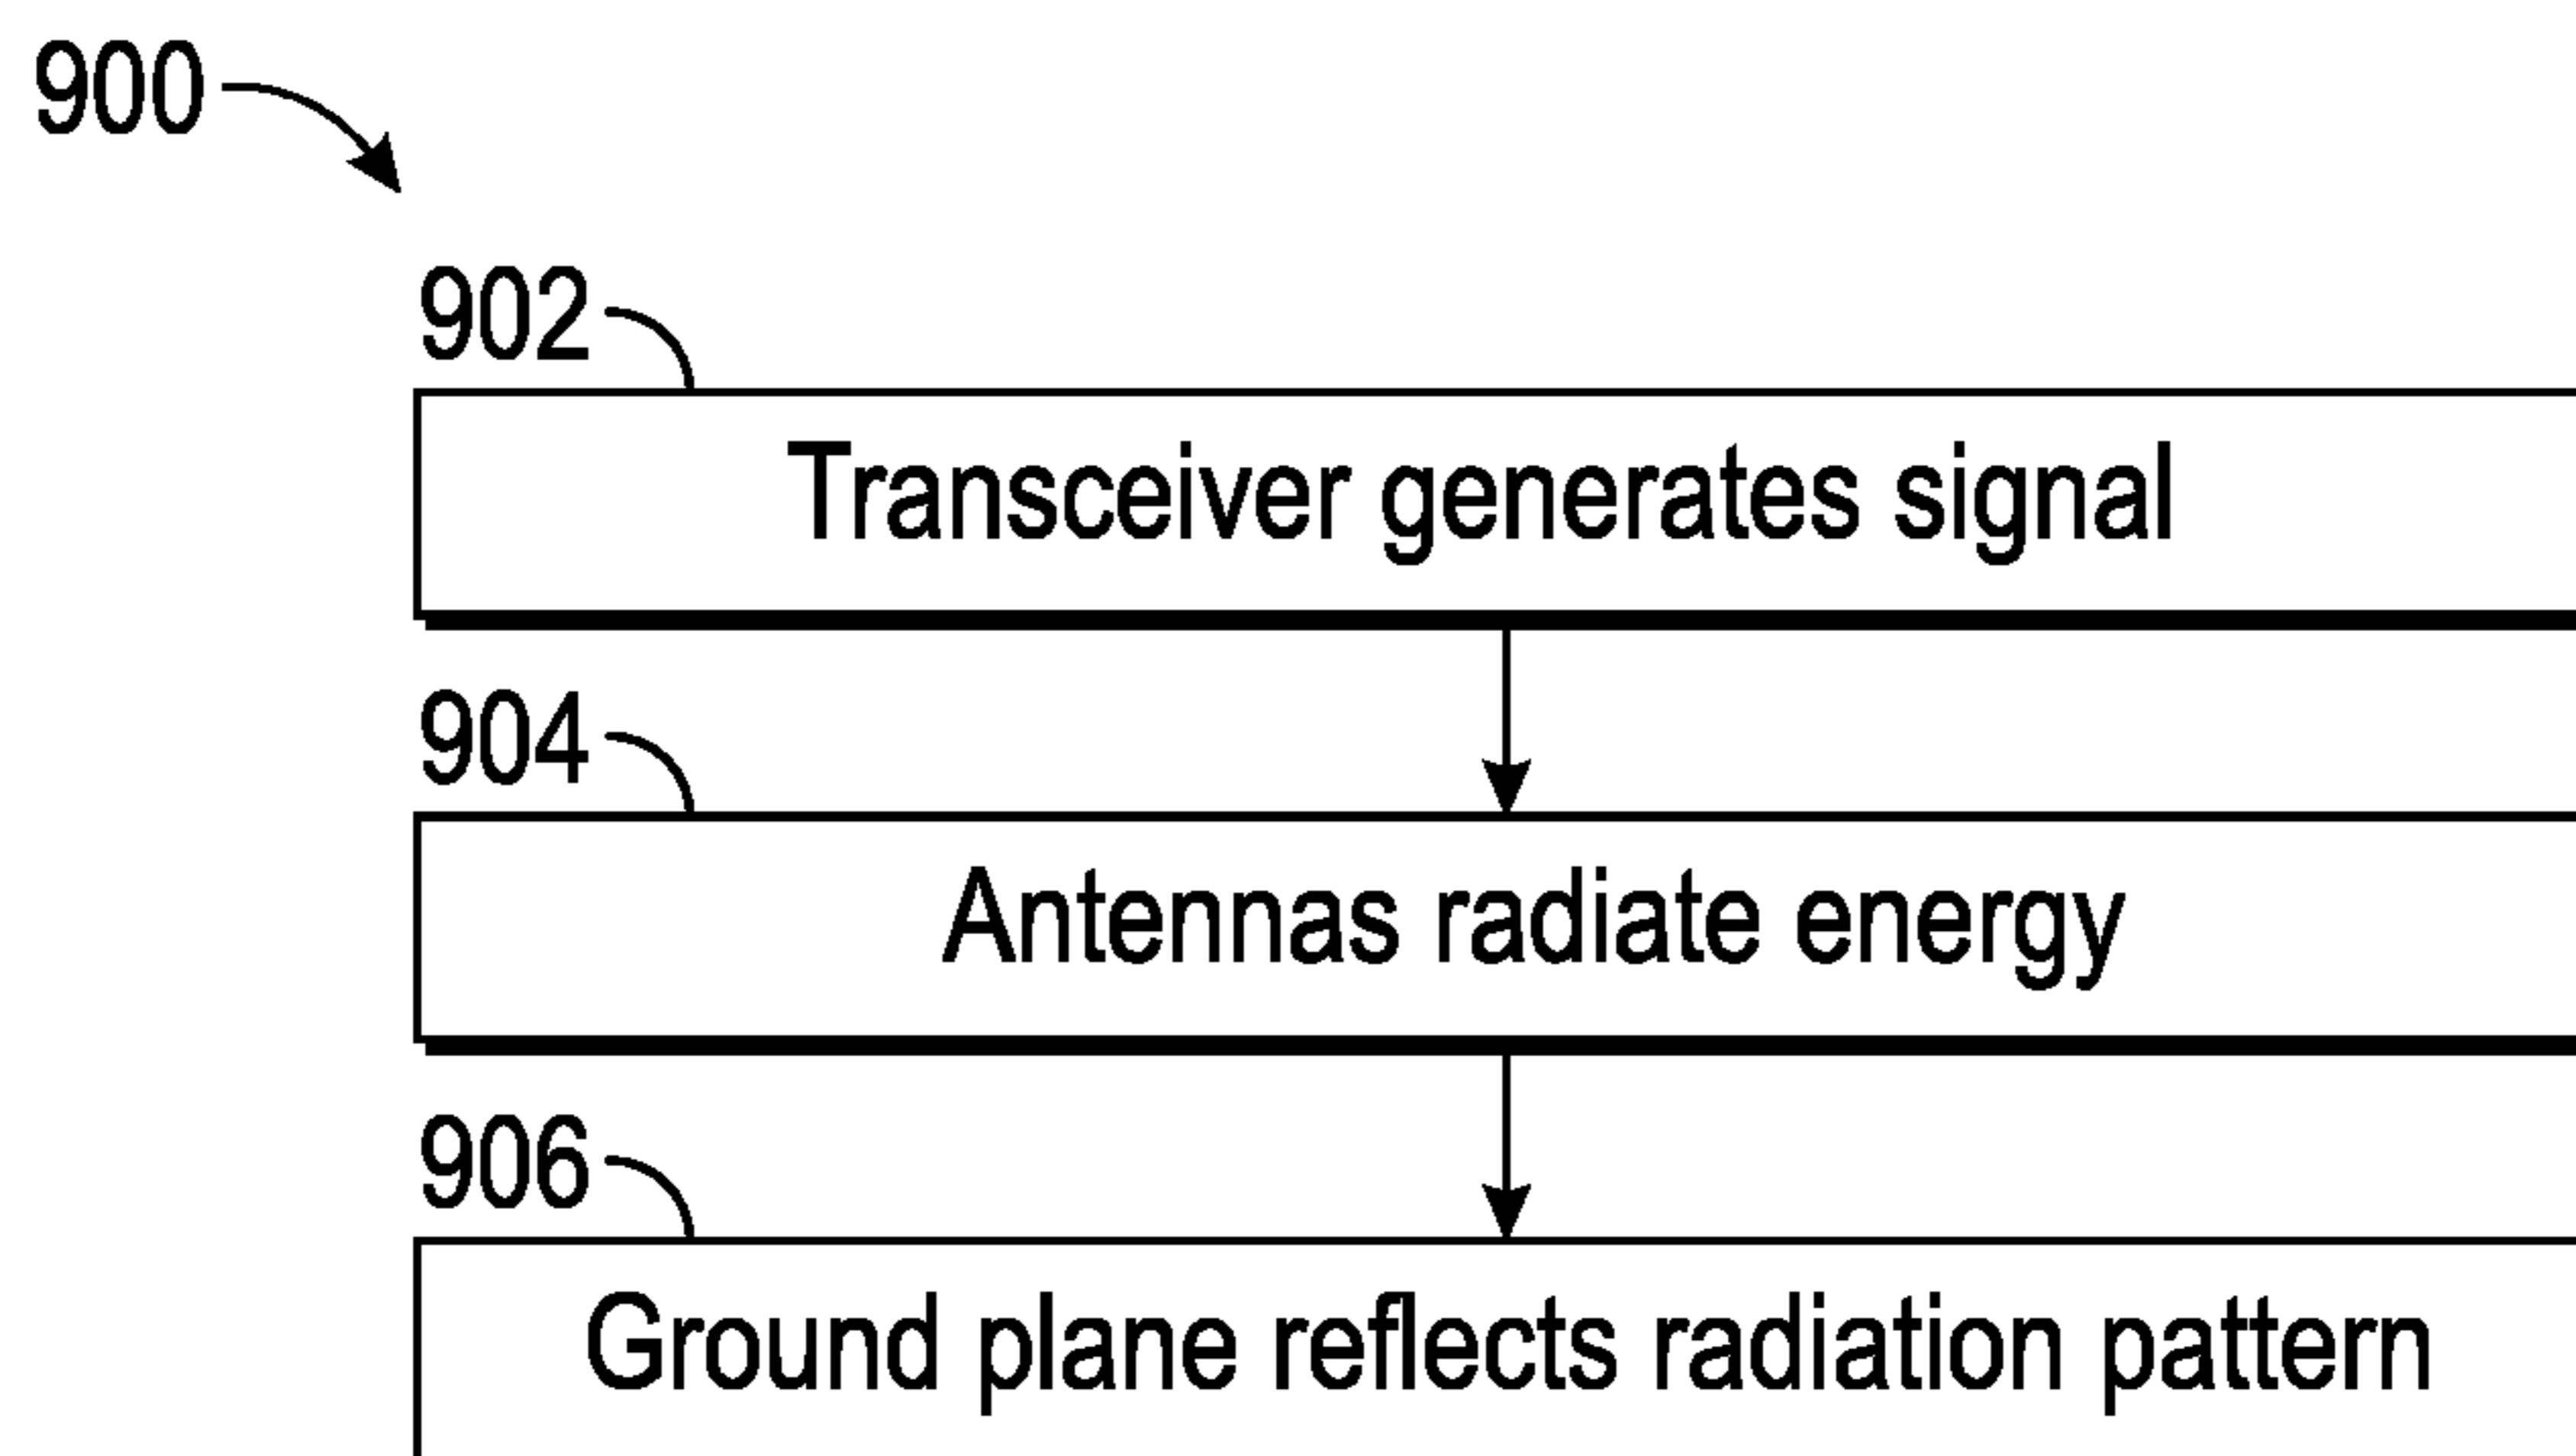 900
902
Transceiver generates signal
904
Antennas radiate energy
906
Ground plane reflects radiation pattern